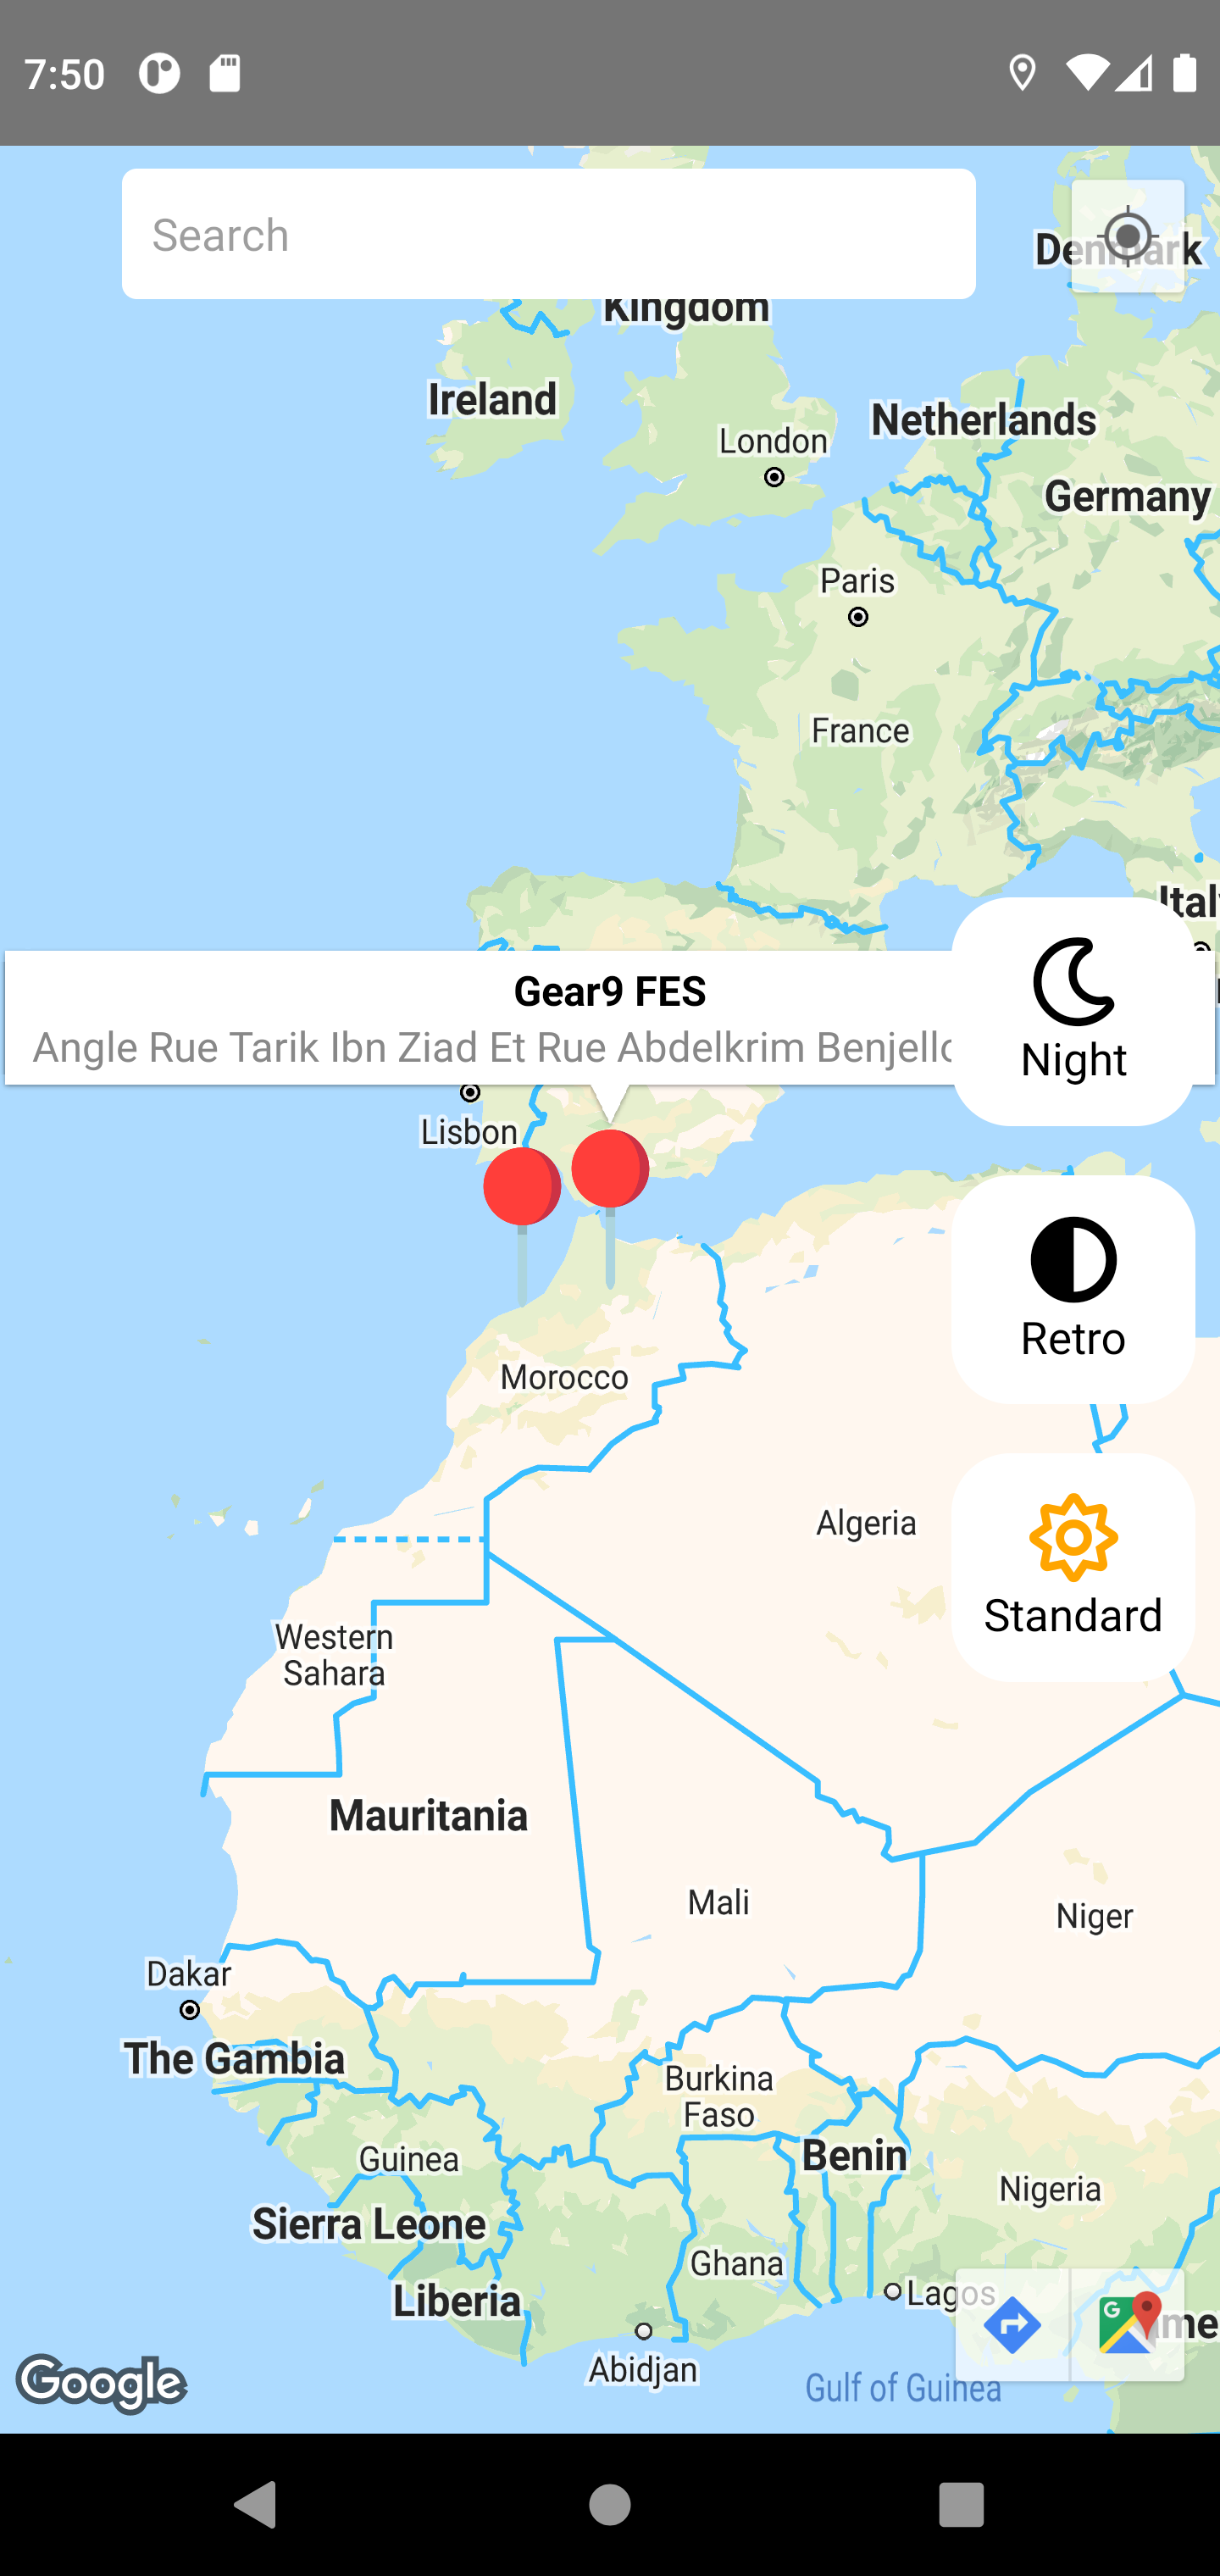 7:50
Search
Denmark
Kingdom
Ireland
Netherlands
London
Germany
Paris
France
Gear9 FES
Angle Rue Tarik Ibn Ziad Et Rue Abdelkrim
Night
Lisbon
Retro
Morocco
Algeria
Standard
Western
Sahara
Mauritania
Mali
Niger
Dakar
The Gambia
Burkina
Faso
Benin
Guinea
Nigeria
Sierra Leone
Ghana
Lagos
Liberia
G
Abidjan
Google
Gulf of Guinea